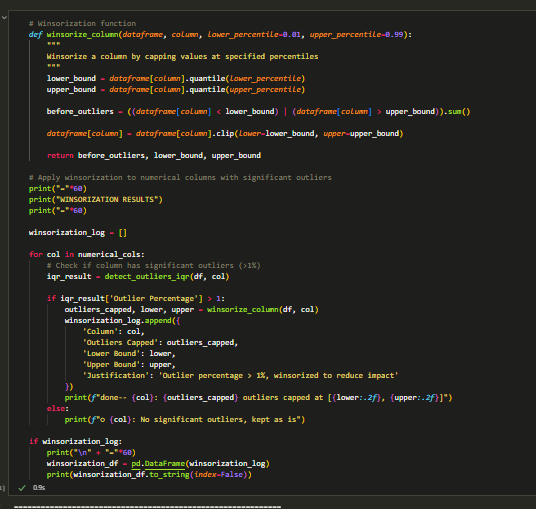 # Winsorization function
def winsorize_column(dataframe, column, lower_percentile=0.01, upper_percentile=0.99):
    """
    Winsorize a column by capping values at specified percentiles
    """
    lower_bound = dataframe[column].quantile(lower_percentile)
    upper_bound = dataframe[column].quantile(upper_percentile)
    before_outliers = ((dataframe[column] < lower_bound) | (dataframe[column] > upper_bound)).sum()
    dataframe[column] = dataframe[column].clip(lower=lower_bound, upper=upper_bound)
    return before_outliers, lower_bound, upper_bound
# Apply winsorization to numerical columns with significant outliers
print("="*60)
print("WINSORIZATION RESULTS")
print("="*60)
winsorization_log = []
for col in numerical_cols:
    # Check if column has significant outliers (>1%)
    iqr_result = detect_outliers_iqr(df, col)
    if iqr_result['Outlier Percentage'] > 1:
        outliers_capped, lower, upper = winsorize_column(df, col)
        winsorization_log.append({
            'Column': col,
            'Outliers Capped': outliers_capped,
            'Lower Bound': lower,
            'Upper Bound': upper,
            'Justification': 'Outlier percentage > 1%, winsorized to reduce impact'
        })
        print(f"done-- {col}: {outliers_capped} outliers capped at [{lower:.2f}, {upper:.2f}]")
    else:
        print(f"o {col}: No significant outliers, kept as is")
if winsorization_log:
    print("\n" + "="*60)
    winsorization_df = pd.DataFrame(winsorization_log)
    print(winsorization_df.to_string(index=False))
✓ 0.9s